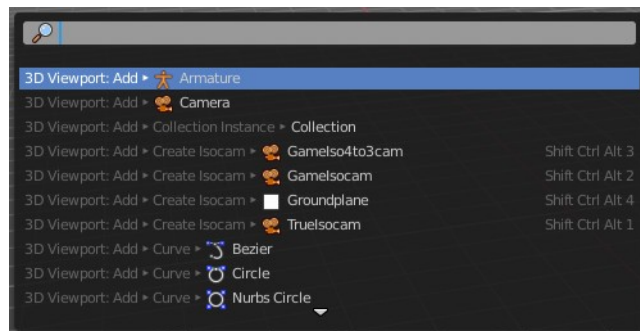 3D Viewport: Add ▸ Armature
3D Viewport: Add ▸ Camera
3D Viewport: Add ▸ Collection Instance ▸ Collection
3D Viewport: Add ▸ Create Isocam ▸ GameIso4to3cam Shift Ctrl Alt 3
3D Viewport: Add ▸ Create Isocam ▸ GameIsocam Shift Ctrl Alt 2
3D Viewport: Add ▸ Create Isocam ▸ Groundplane Shift Ctrl Alt 4
3D Viewport: Add ▸ Create Isocam ▸ TrueIsocam Shift Ctrl Alt 1
3D Viewport: Add ▸ Curve ▸ Bezier
3D Viewport: Add ▸ Curve ▸ Circle
3D Viewport: Add ▸ Curve ▸ Nurbs Circle